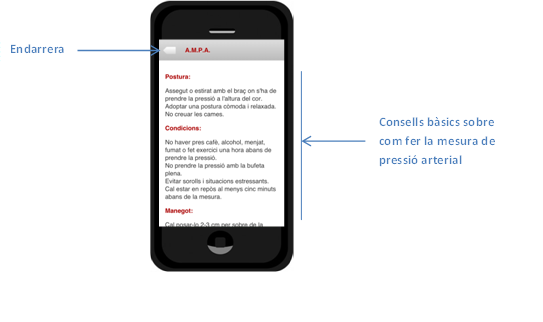 Endarrera
A.M.P.A.
Postura:
Assegut o estirat amb el braç on s'ha de
prendre la pressió a l'altura del cor.
Adoptar una postura còmoda i relaxada.
No creuar les cames.
Condicions:
No haver pres cafè, alcohol, menjat,
fumat o fet exercici una hora abans de
prendre la pressió.
No prendre la pressió amb la bufeta
plena.
Evitar sorolls i situacions estressants.
Cal estar en repós al menys cinc minuts
abans de la mesura.
Manegot:
Cal posar-lo 2-3 cm per sobre de la
Consells bàsics sobre
com fer la mesura de
pressió arterial